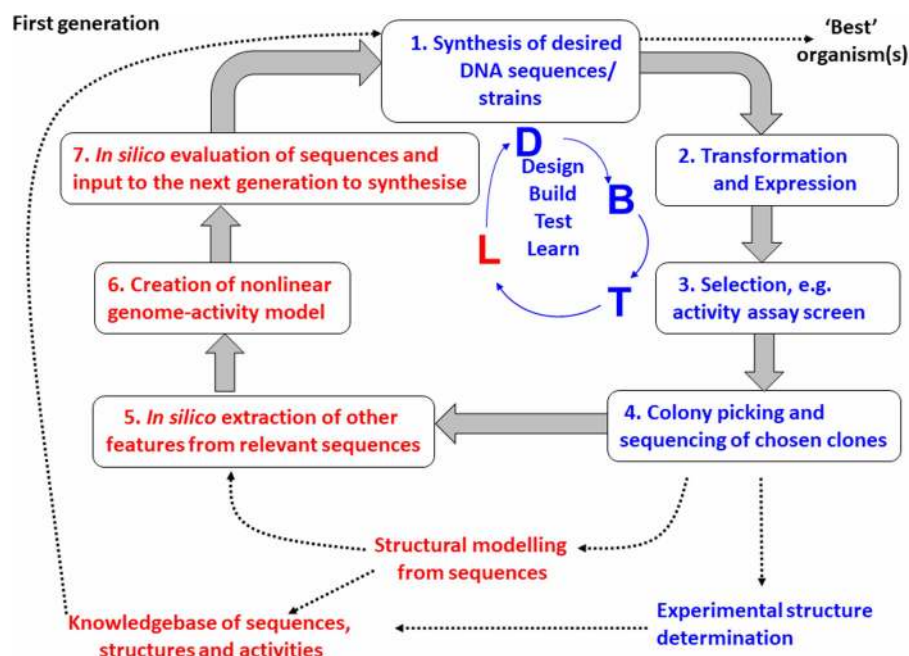 First generation
1. Synthesis of desired
DNA sequences/
strains
‘Best’
organism(s)
7. In silico evaluation of sequences and
input to the next generation to synthesise
D
Design
Build
Test
Learn
B
L
T
2. Transformation
and Expression
6. Creation of nonlinear
genome-activity model
3. Selection, e.g.
activity assay screen
5. In silico extraction of other
features from relevant sequences
4. Colony picking and
sequencing of chosen clones
Structural modelling
from sequences
Knowledgebase of sequences,
structures and activities
Experimental structure
determination